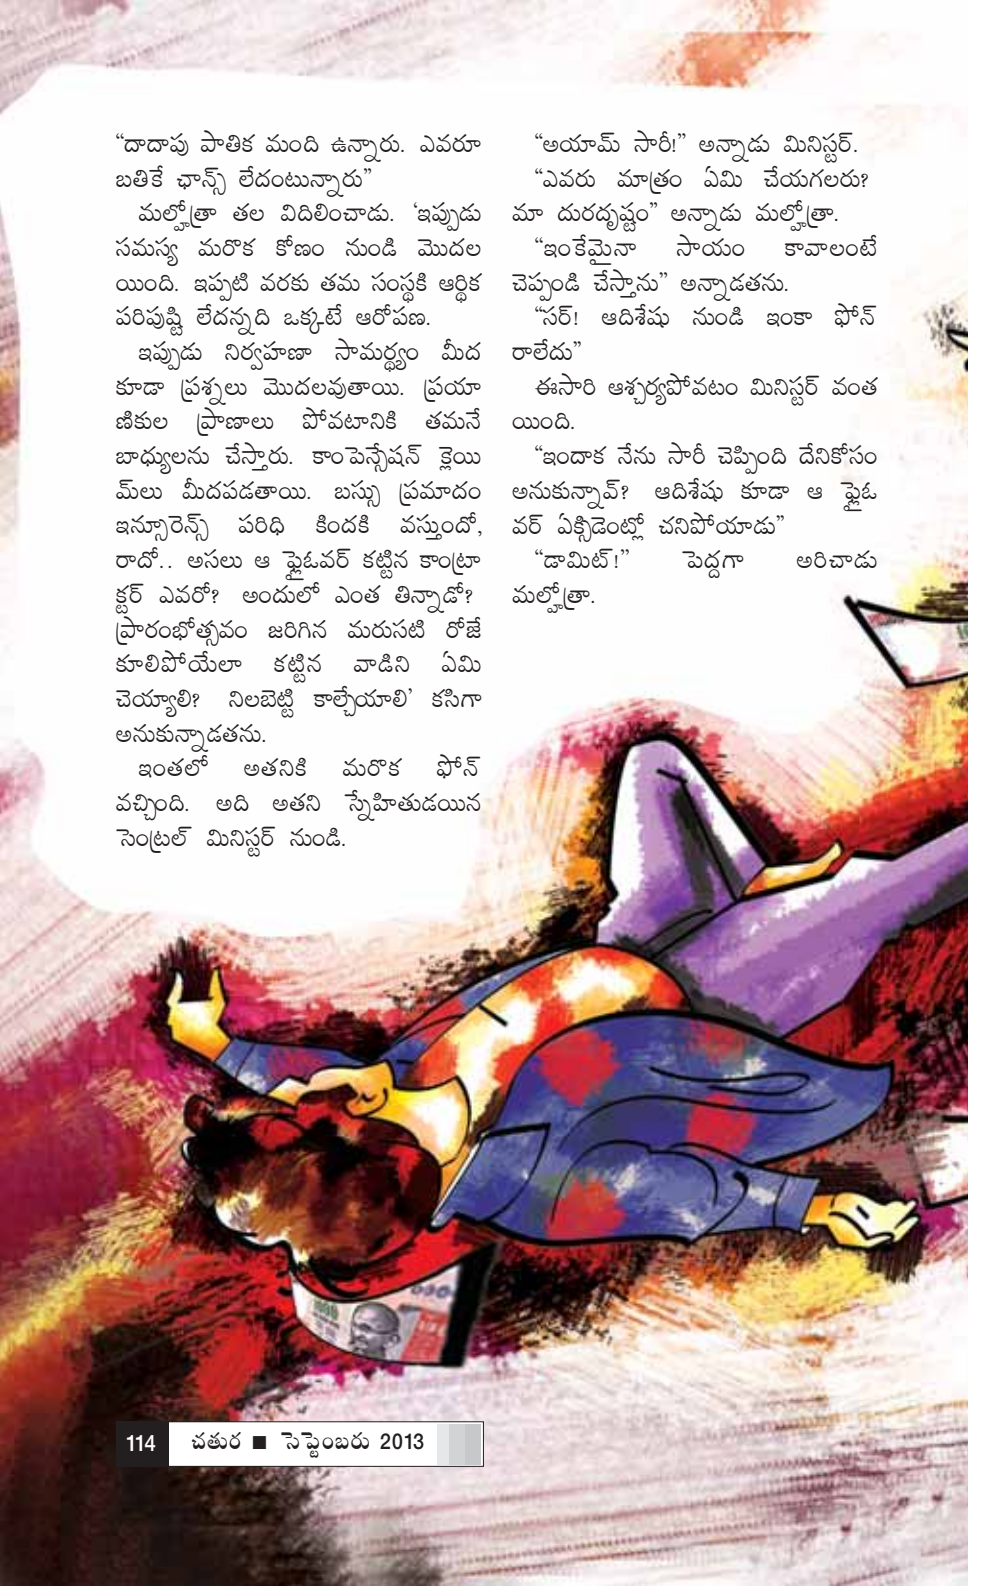 “దాదాపు పాతిక మంది ఉన్నారు. ఎవరూ
బతికే ఛాన్స్ లేదంటున్నారు”
మల్హోత్రా తల విదిలించాడు. ‘ఇప్పుడు
సమస్య మరొక కోణం నుండి మొదల
యింది. ఇప్పటి వరకు తమ సంస్థకి ఆర్థిక
పరిపుష్టి లేదన్నది ఒక్కటే ఆరోపణ.
ఇప్పుడు నిర్వహణా సామర్థ్యం మీద
కూడా ప్రశ్నలు మొదలవుతాయి. ప్రయా
ణికుల ప్రాణాలు పోవటానికి తమనే
బాధ్యులను చేస్తారు. కాంపెన్సేషన్ క్లెయి
మ్‌లు మీదపడతాయి. బస్సు ప్రమాదం
ఇన్సూరెన్స్ పరిధి కిందకి వస్తుందో,
రాదో.. అసలు ఆ ఫ్లైఓవర్ కట్టిన కాంట్రా
క్టర్ ఎవరో? అందులో ఎంత తిన్నాడో?
ప్రారంభోత్సవం జరిగిన మరుసటి రోజే
కూలిపోయేలా కట్టిన వాడిని ఏమి
చెయ్యాలి? నిలబెట్టి కాల్చేయాలి’ కసిగా
అనుకున్నాడతను.
ఇంతలో అతనికి మరొక ఫోన్
వచ్చింది. అది అతని స్నేహితుడయిన
సెంట్రల్ మినిస్టర్ నుండి.
“అయామ్ సారీ!” అన్నాడు మినిస్టర్.
“ఎవరు మాత్రం ఏమి చేయగలరు?
మా దురదృష్టం” అన్నాడు మల్హోత్రా.
“ఇంకేమైనా సాయం కావాలంటే
చెప్పండి చేస్తాను” అన్నాడతను.
“సర్! ఆదిశేషు నుండి ఇంకా ఫోన్
రాలేదు”
ఈసారి ఆశ్చర్యపోవటం మినిస్టర్ వంత
యింది.
“ఇందాక నేను సారీ చెప్పింది దేనికోసం
అనుకున్నావ్? ఆదిశేషు కూడా ఆ ఫ్లైఓ
వర్ ఏక్సిడెంట్లో చనిపోయాడు”
“డామిట్!” పెద్దగా అరిచాడు
మల్హోత్రా.
114 చతుర ■ సెప్టెంబరు 2013